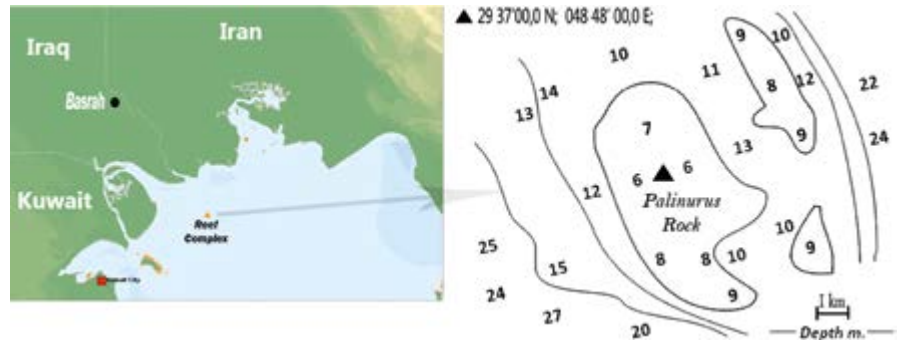 Iraq
Iran
Basrah
Kuwait
Reef
Complex
▲ 29 37'00,0 N; 048 48' 00,0 E;
9
10
10
11
8
12
22
14
13
7
9
24
13
6
6
12
Palinurus
Rock
10
9
25
8
8
10
15
24
9
27
20
1 km
Depth m.